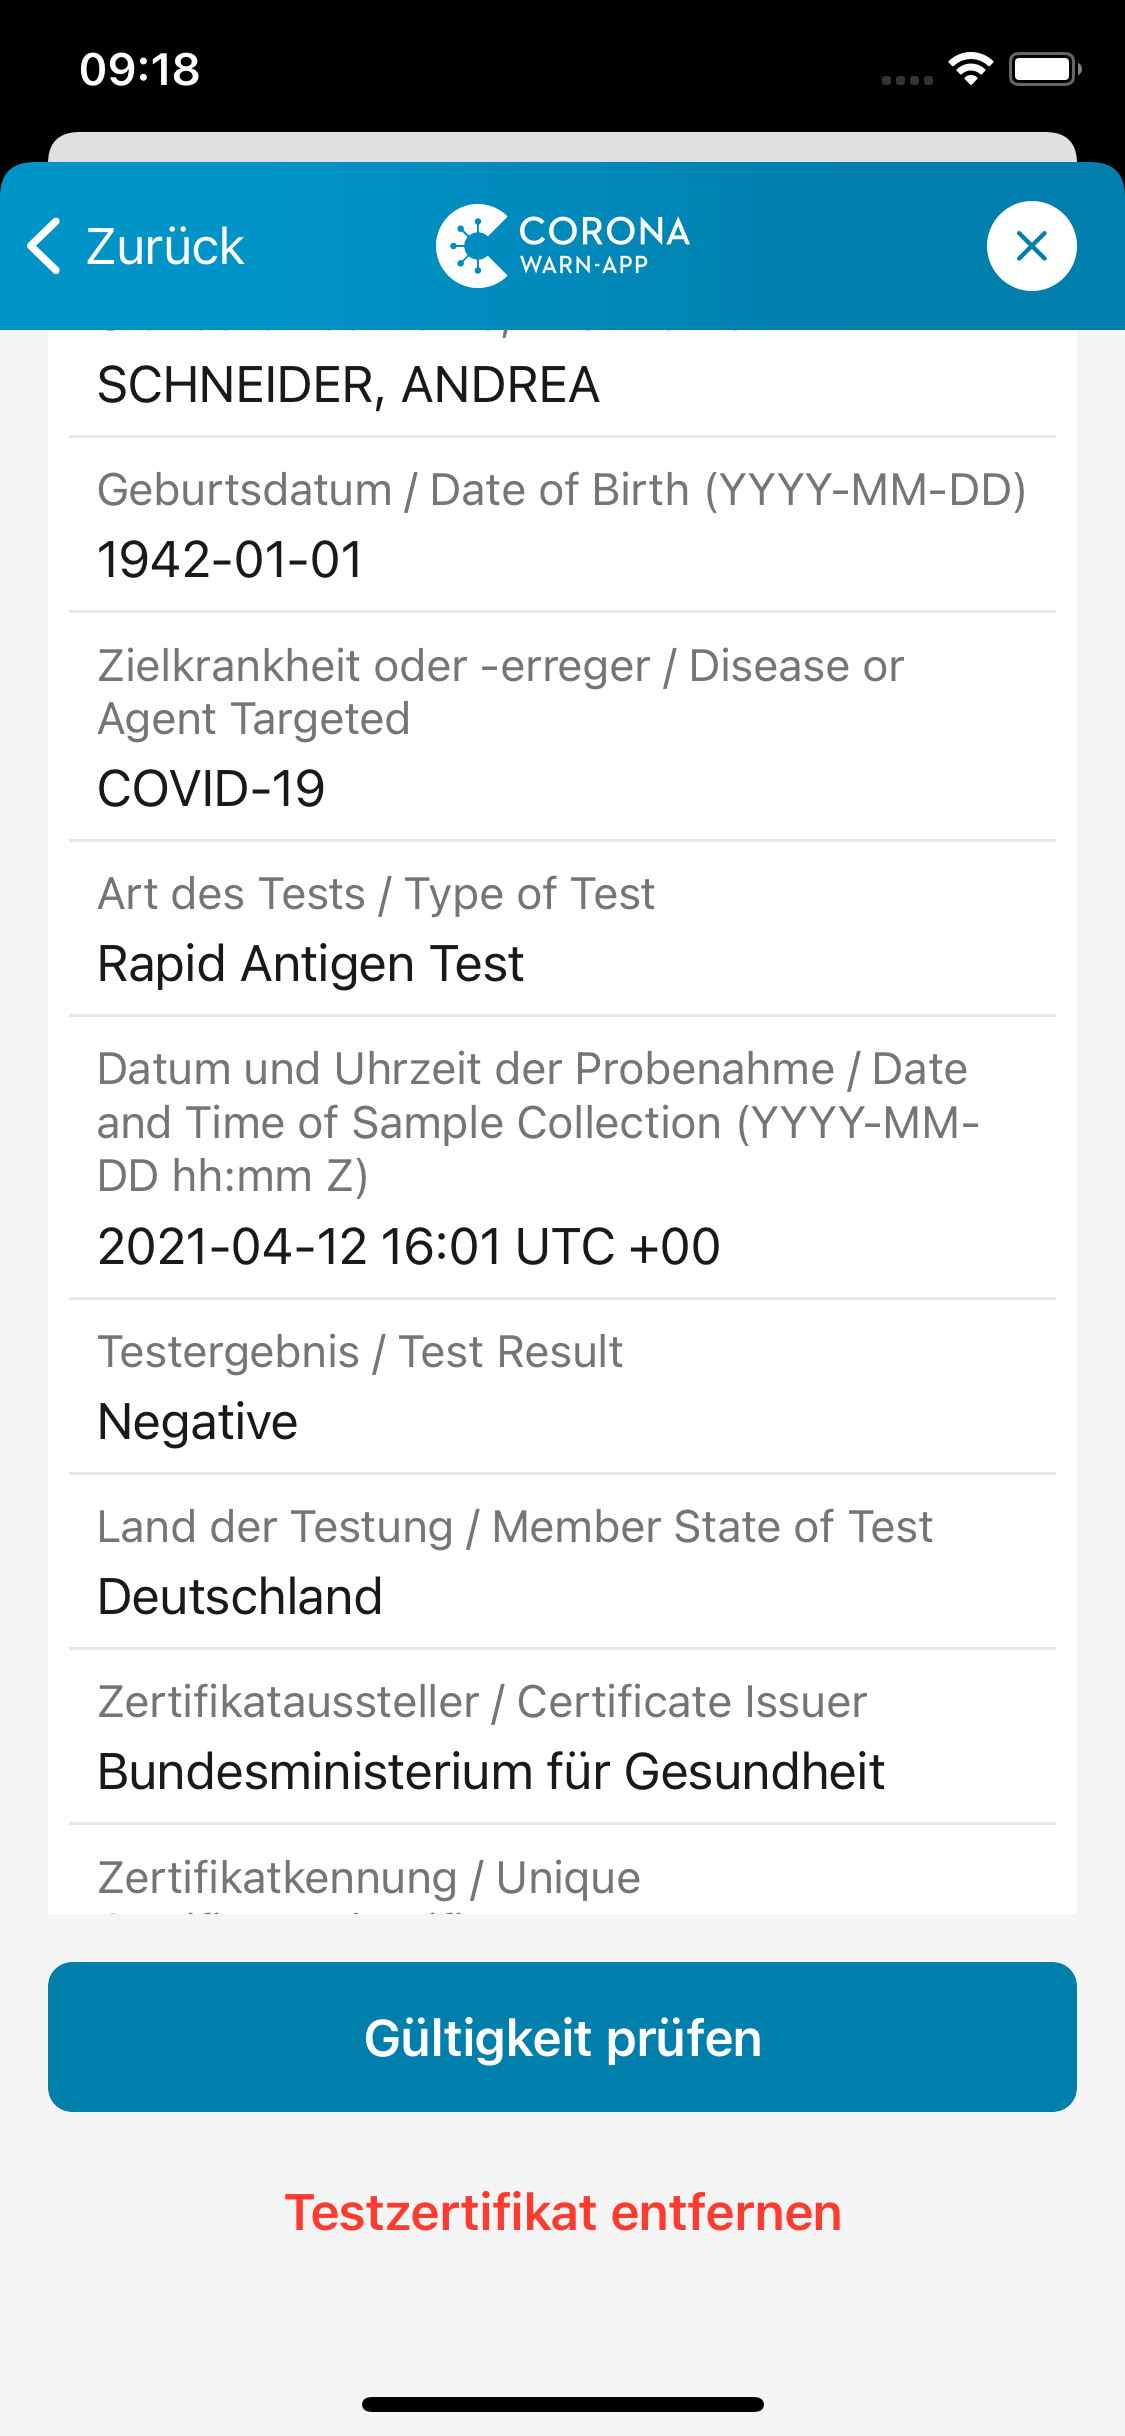 09:18
Zurück
CORONA
WARN-APP
SCHNEIDER, ANDREA
Geburtsdatum / Date of Birth (YYYY-MM-DD)
1942-01-01
Zielkrankheit oder -erreger / Disease or
Agent Targeted
COVID-19
Art des Tests / Type of Test
Rapid Antigen Test
Datum und Uhrzeit der Probenahme / Date
and Time of Sample Collection (YYYY-MM-
DD hh:mm Z)
2021-04-12 16:01 UTC +00
Testergebnis / Test Result
Negative
Land der Testung / Member State of Test
Deutschland
Zertifikataussteller / Certificate Issuer
Bundesministerium für Gesundheit
Zertifikatkennung / Unique
Gültigkeit prüfen
Testzertifikat entfernen